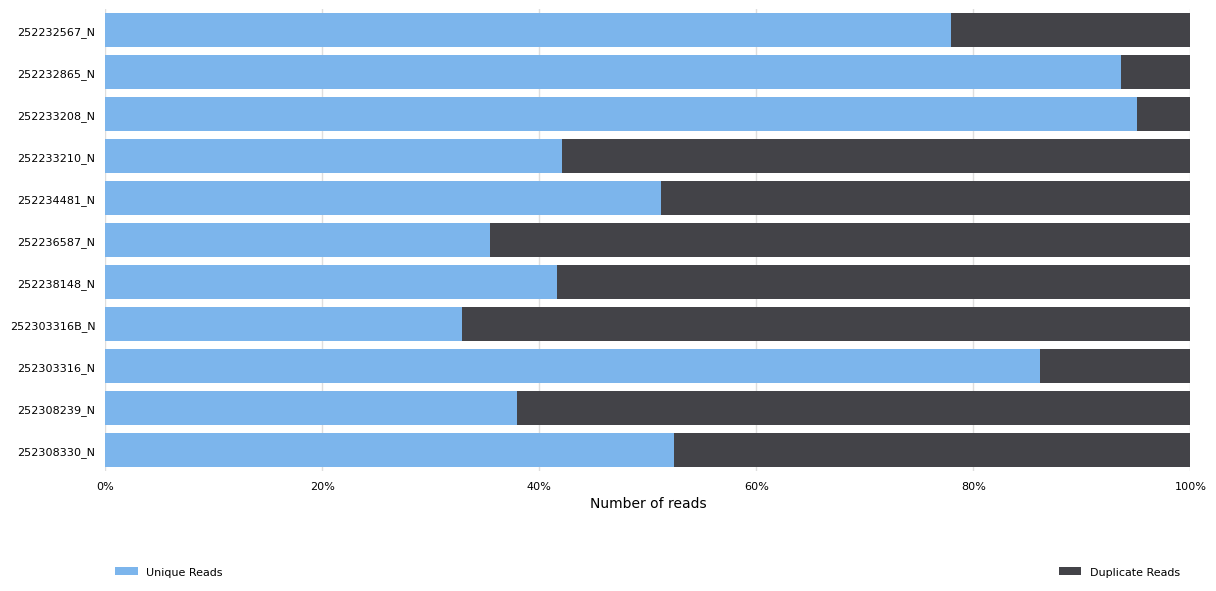 252232567_N
252232865_N
252233208_N
252233210_N
252234481_N
252236587_N
252238148_N
252303316B_N
252303316_N
252308239_N
252308330_N
0% 20% 40% 60% 80% 100%
Number of reads
Unique Reads Duplicate Reads